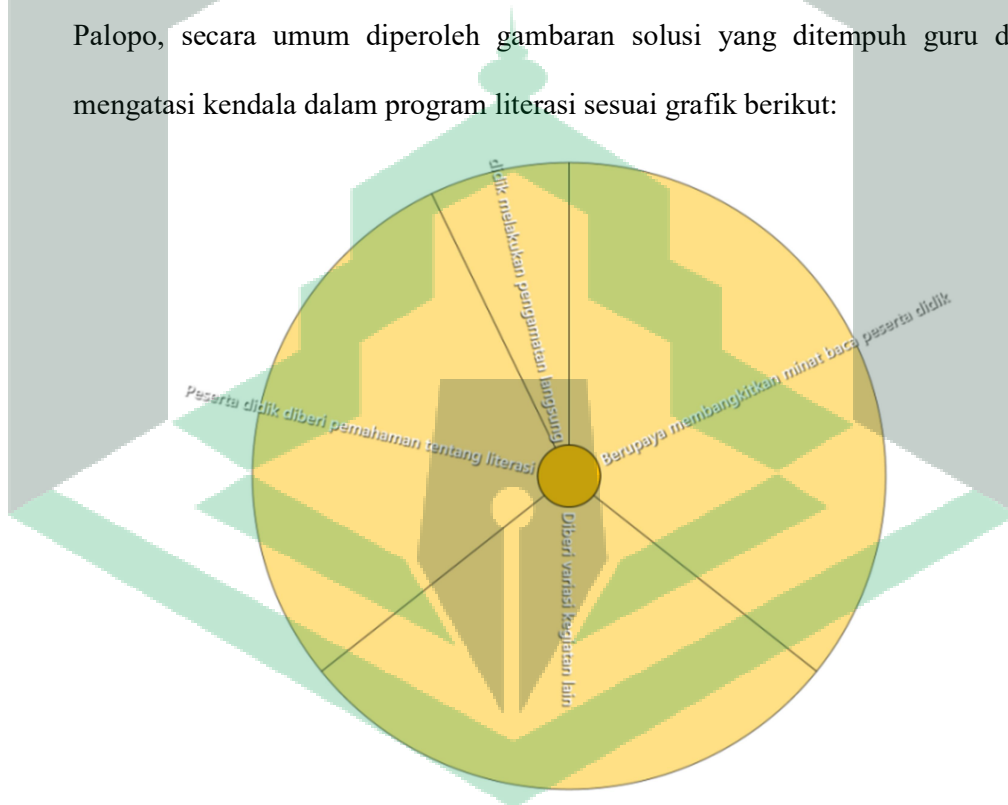 Palopo, secara umum diperoleh gambaran solusi yang ditempuh guru d
mengatasi kendala dalam program literasi sesuai grafik berikut:
didik melakukan pengamatan langsung
Berupaya membangkitkan minat baca peserta didik
Peserta didik diberi pemahaman tentang literasi
Diberi variasi kegiatan lain